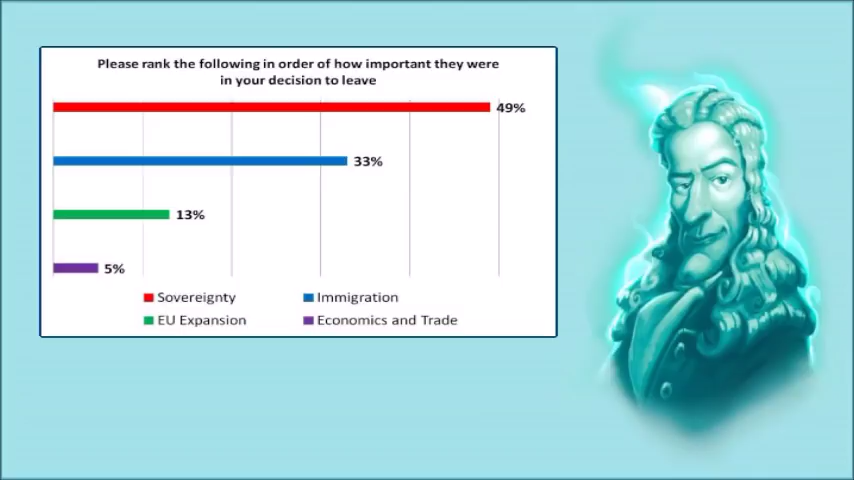 Please rank the following in order of how important they were
in your decision to leave
49%
33%
13%
5%
Sovereignty
Immigration
EU Expansion
Economics and Trade